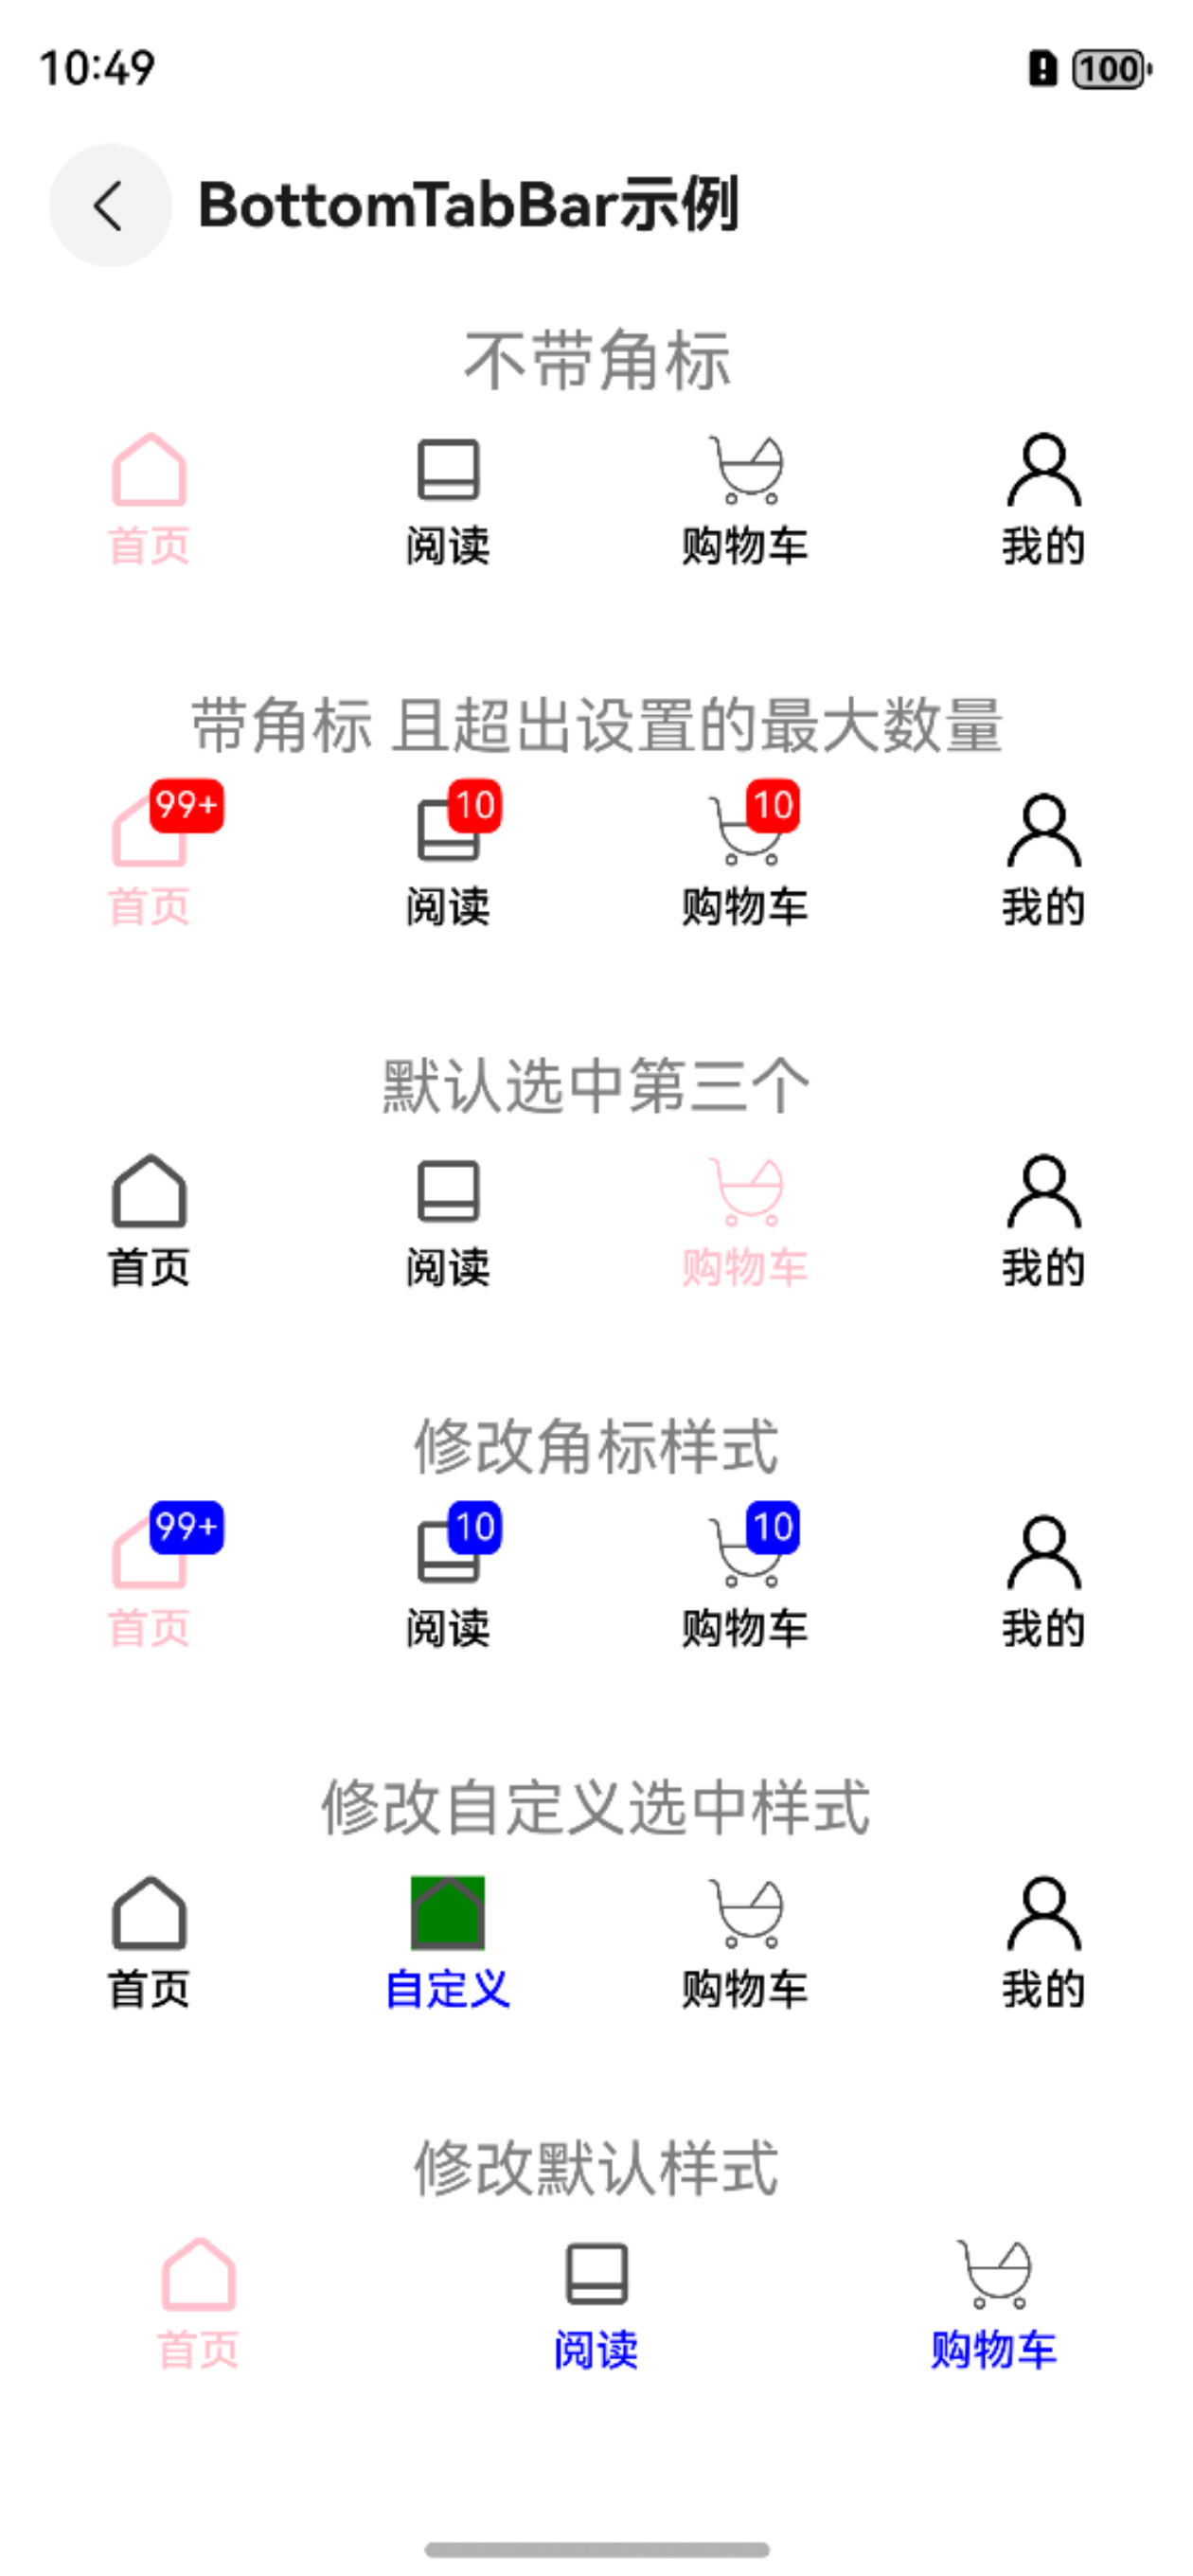 10:49 100
BottomTabBar示例
不带角标
首页 阅读 购物车 我的
带角标 且超出设置的最大数量
99+ 10 10
首页 阅读 购物车 我的
默认选中第三个
首页 阅读 购物车 我的
修改角标样式
99+ 10 10
首页 阅读 购物车 我的
修改自定义选中样式
首页 自定义 购物车 我的
修改默认样式
首页 阅读 购物车